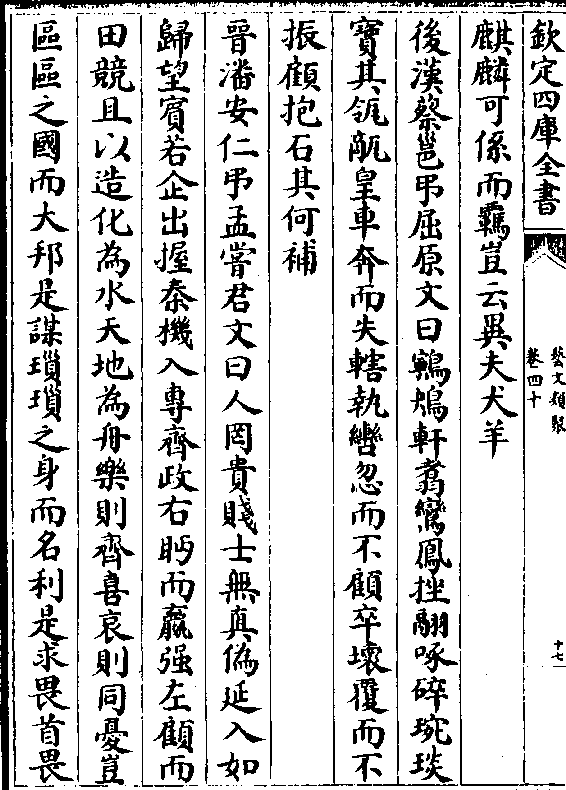 欽定四庫全書
藝文類聚
卷四十
十七
麒麟可係而羈豈云異夫犬羊
後漢蔡邕弔屈原文曰鸋鴂軒翥鸞鳳挫翮啄碎琬琰
寶其瓴甋皇車奔而失轄執轡忽而不顧卒壞覆而不
振顧抱石其何補
晉潘安仁弔孟嘗君文曰人罔貴賤士無真偽延入如
歸望賓若企出握秦機入專齊政右眄而嬴强左顧而
田競且以造化為水天地為舟樂則齊喜哀則同憂豈
區區之國而大邦是謀瑣瑣之身而名利是求畏首畏